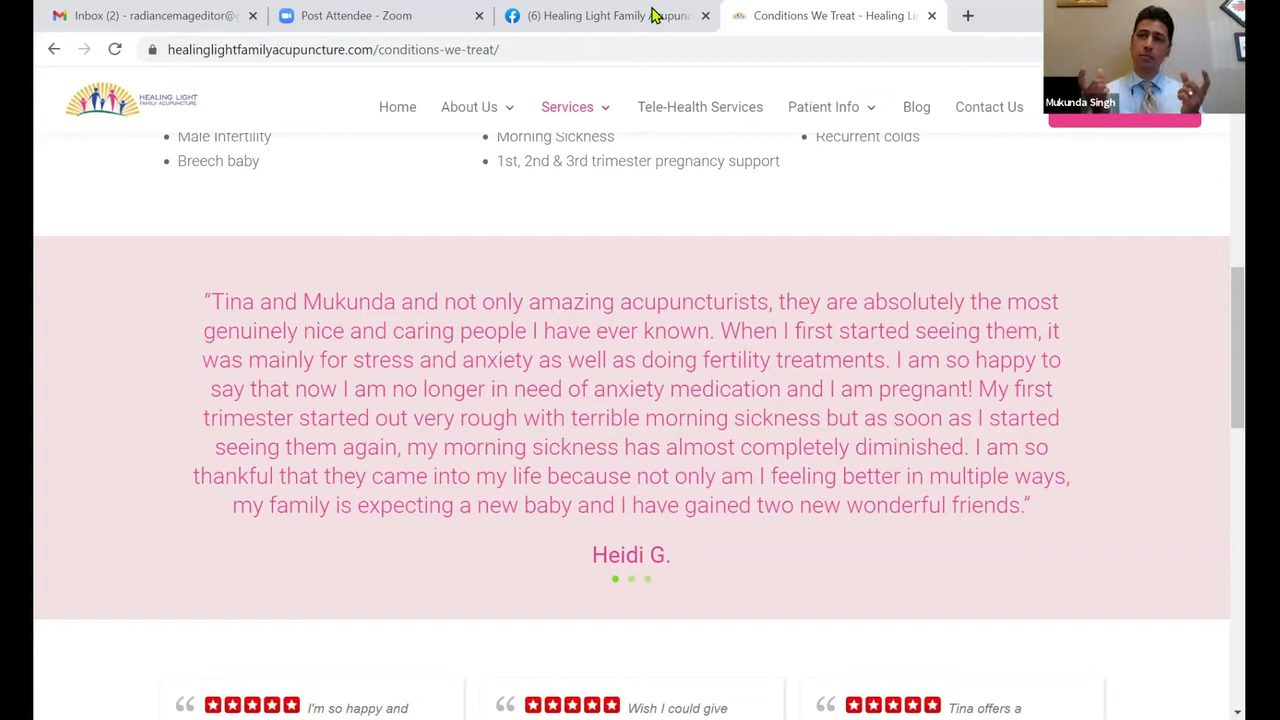 Inbox (2) - radiancemageditor@
Post Attendee - Zoom
(6) Healing Light Family Acupunc
Conditions We Treat - Healing Li
healinglightfamilyacupuncture.com/conditions-we-treat/
HEALING LIGHT
FAMILY ACUPUNCTURE
Home
About Us
Services
Tele-Health Services
Patient Info
Blog
Contact Us
Mukunda Singh
Male Infertility
Morning Sickness
Recurrent colds
Breech baby
1st, 2nd & 3rd trimester pregnancy support
“Tina and Mukunda and not only amazing acupuncturists, they are absolutely the most
genuinely nice and caring people I have ever known. When I first started seeing them, it
was mainly for stress and anxiety as well as doing fertility treatments. I am so happy to
say that now I am no longer in need of anxiety medication and I am pregnant! My first
trimester started out very rough with terrible morning sickness but as soon as I started
seeing them again, my morning sickness has almost completely diminished. I am so
thankful that they came into my life because not only am I feeling better in multiple ways,
my family is expecting a new baby and I have gained two new wonderful friends.”
Heidi G.
I'm so happy and
Wish I could give
Tina offers a